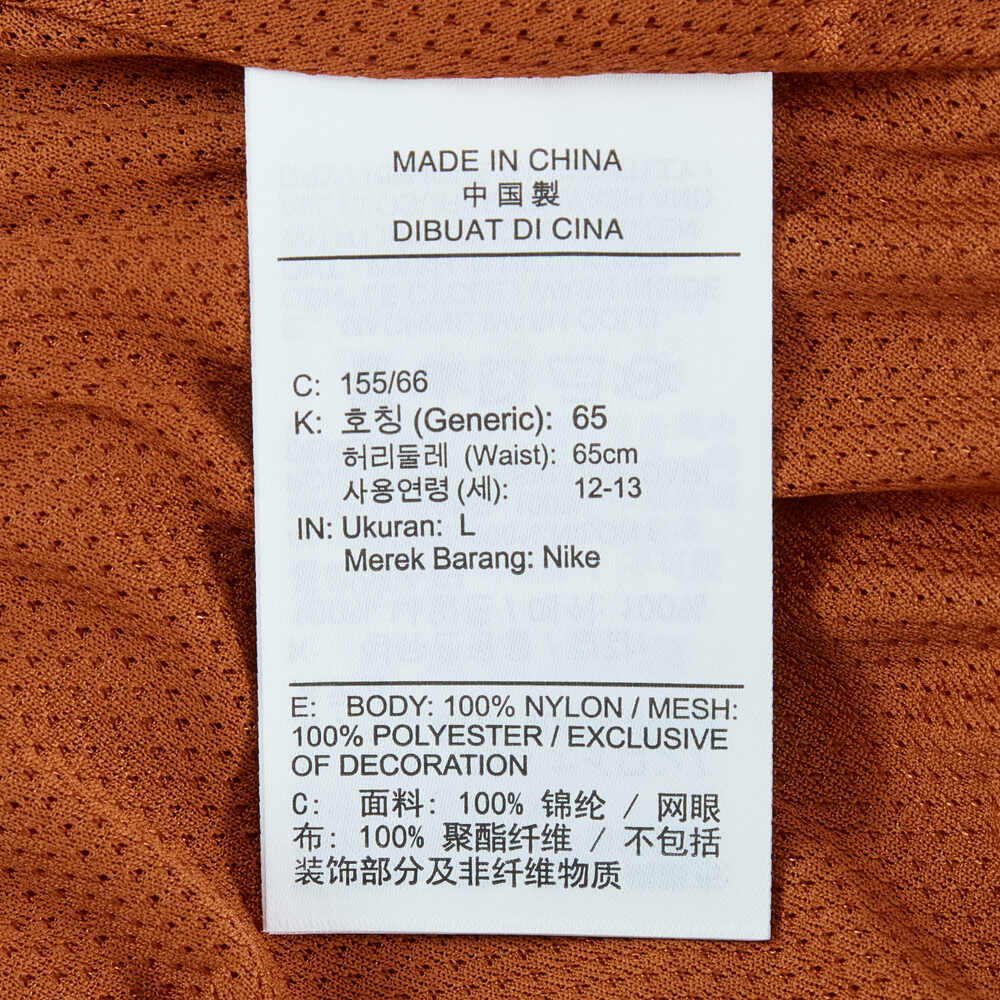 MADE IN CHINA
中国製
DIBUAT DI CINA
C: 155/66
K: 호칭 (Generic): 65
허리둘레 (Waist): 65cm
사용연령 (세): 12-13
IN: Ukuran: L
Merek Barang: Nike
E: BODY: 100% NYLON / MESH:
100% POLYESTER / EXCLUSIVE
OF DECORATION
C: 面料: 100% 锦纶 / 网眼
布: 100% 聚酯纤维 / 不包括
装饰部分及非纤维物质